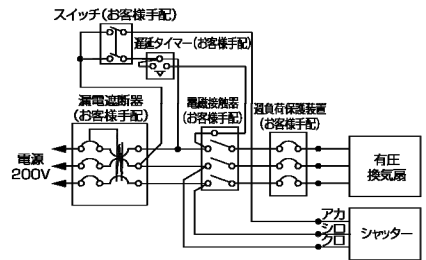 スイッチ(お客様手配)
遅延タイマー(お客様手配)
漏電遮断器
(お客様手配)
電磁接触器
(お客様手配)
過負荷保護装置
(お客様手配)
電源
200V
有圧
換気扇
アカ
シロ
クロ
シャッター